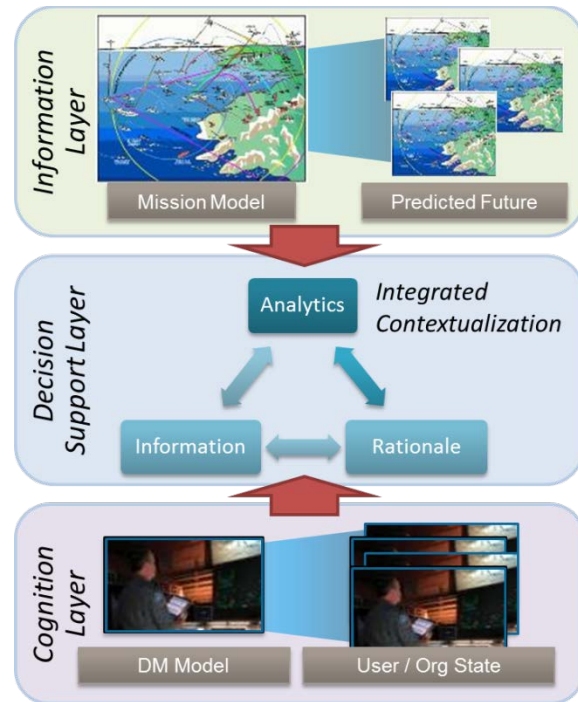 Information
Layer
Mission Model
Predicted Future
Decision
Support Layer
Analytics
Integrated
Contextualization
Information
Rationale
Cognition
Layer
DM Model
User / Org State